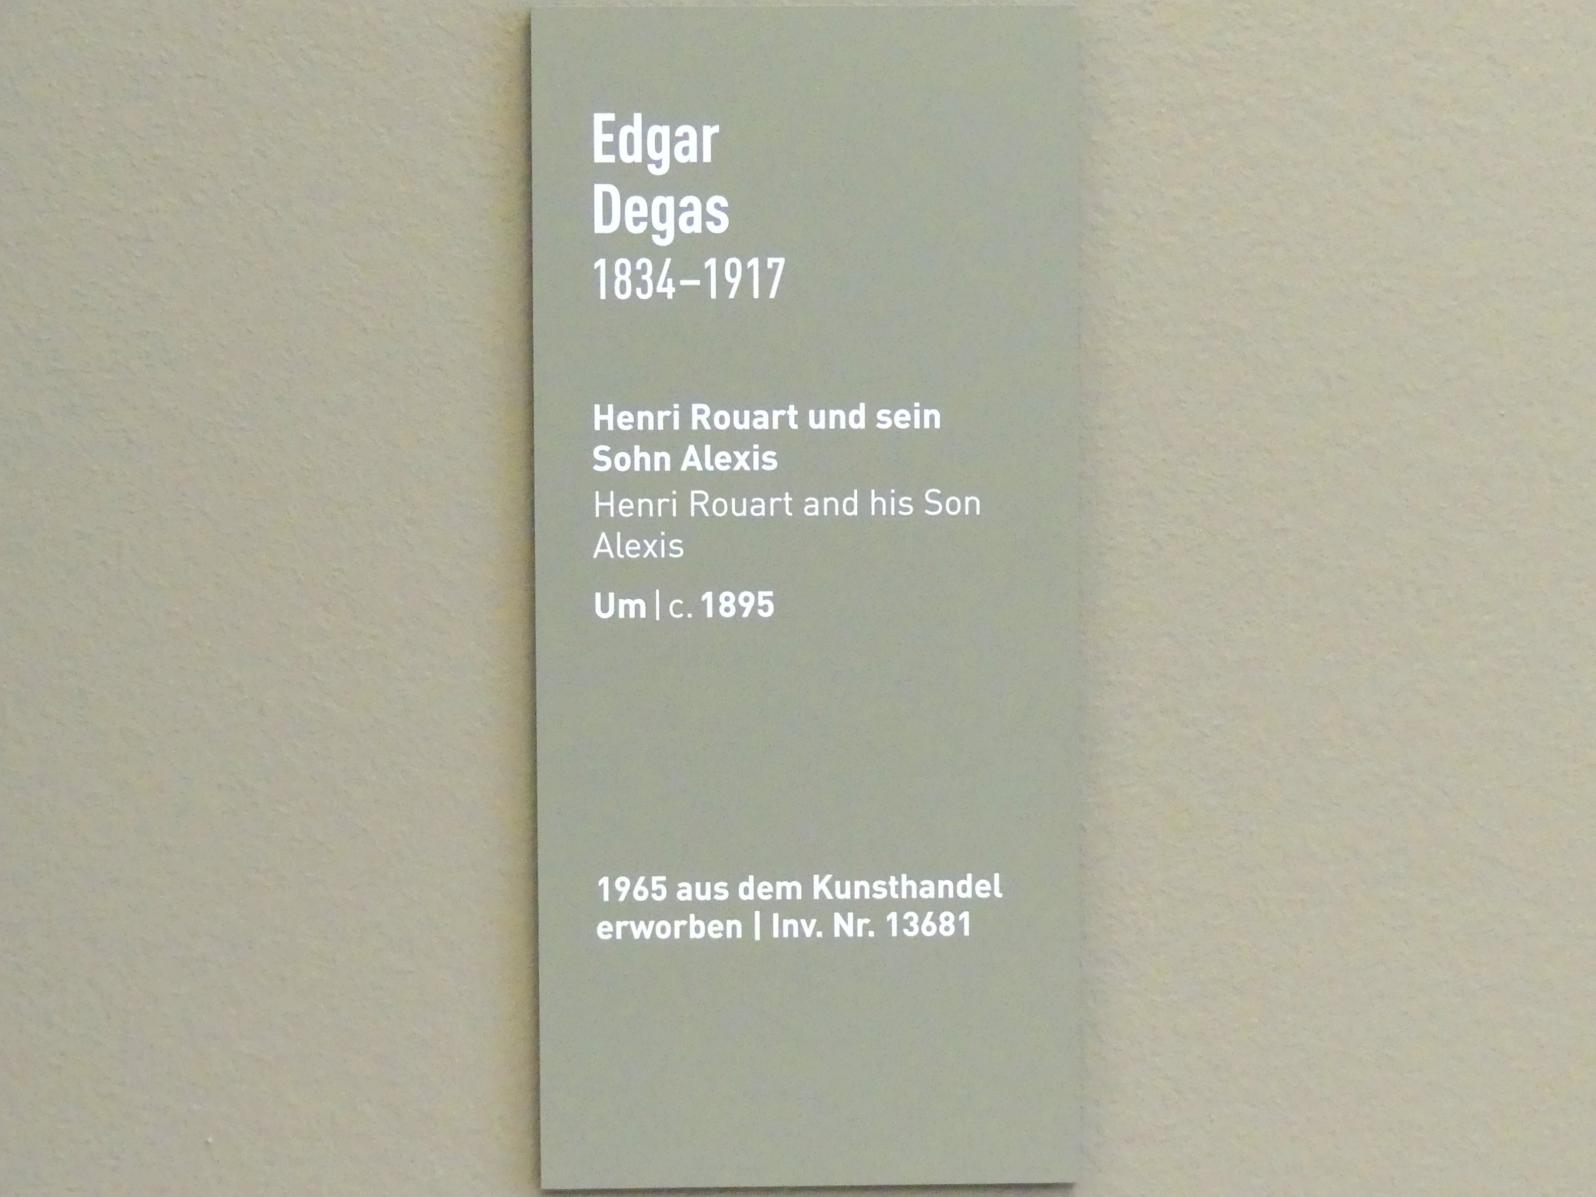 Edgar
Degas
1834–1917
Henri Rouart und sein
Sohn Alexis
Henri Rouart and his Son
Alexis
Um | c. 1895
1965 aus dem Kunsthandel
erworben | Inv. Nr. 13681